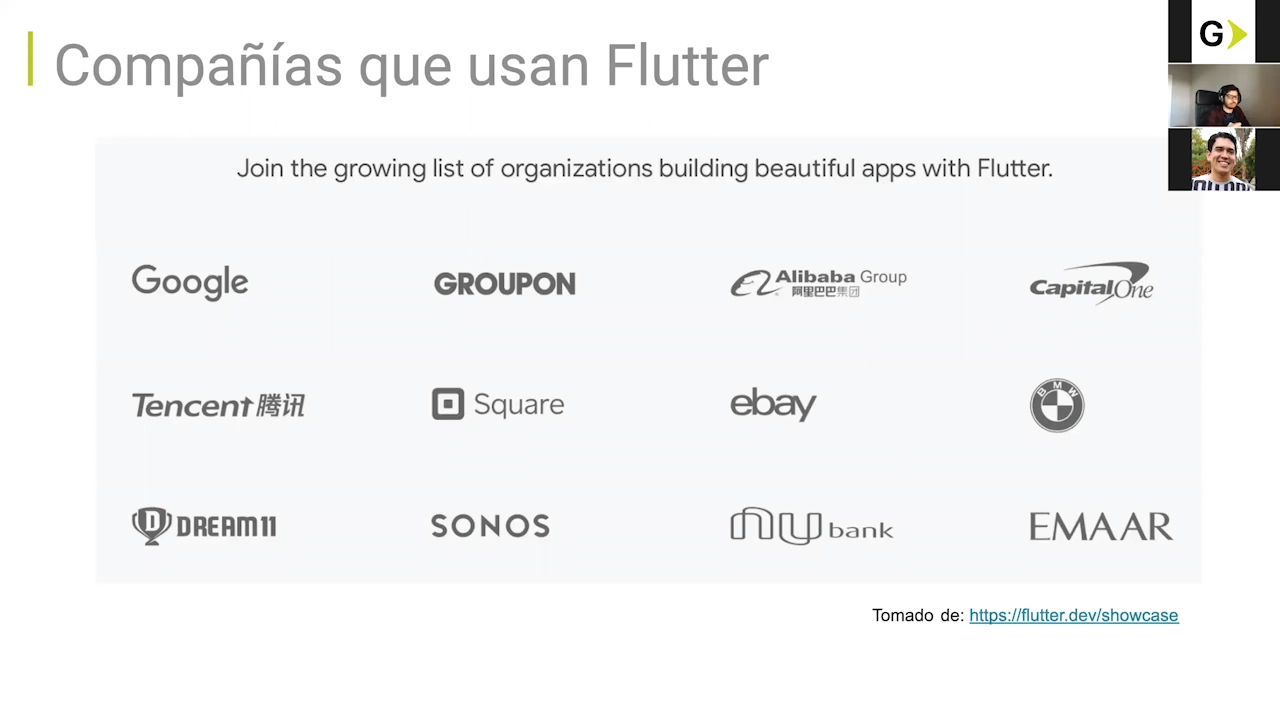 Compañías que usan Flutter
G
Join the growing list of organizations building beautiful apps with Flutter.
Google
GROUPON
Alibaba Group
阿里巴巴集团
CapitalOne
Tencent 腾讯
Square
ebay
BMW
D DREAM11
SONOS
nu bank
EMAAR
Tomado de: https://flutter.dev/showcase